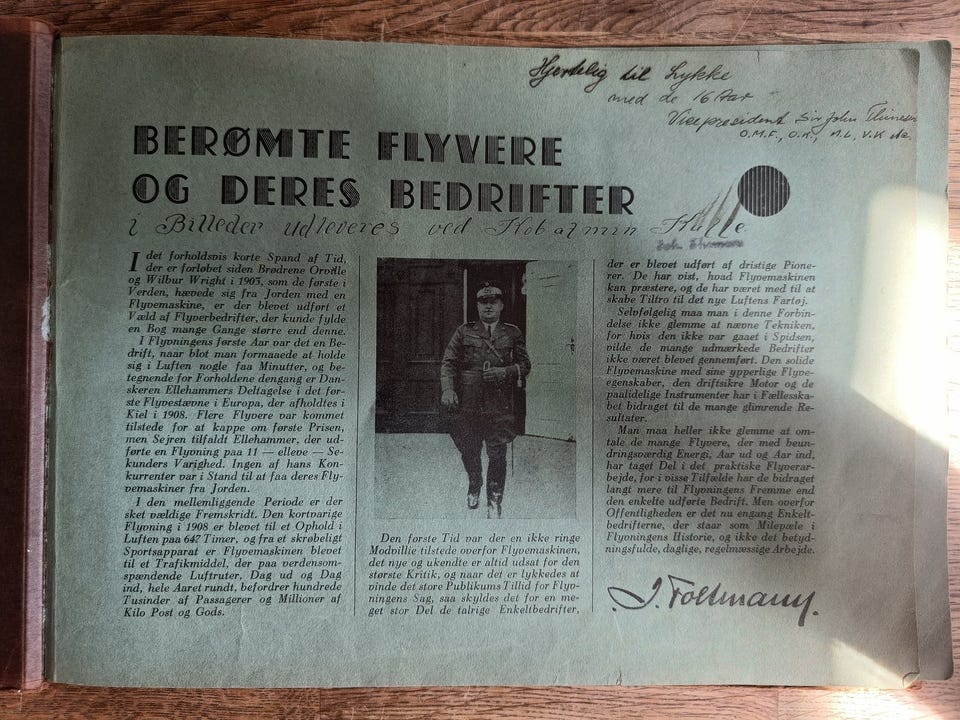 Hjertelig til Lykke
med de 16 Aar
Vicepresident Sir John
O.M.F., O.K., N.L., V.K etc.
BERØMTE FLYVERE
OG DERES BEDRIFTER
i Billeder udleveres ved
I det forholdsvis korte Spand af Tid,
der er forløbet siden Brødrene Orville
og Wilbur Wright i 1903, som de første i
Verden, hævede sig fra Jorden med en
Flyvemaskine, er der blevet udført et
Væld af Flyverbedrifter, der kunde fylde
en Bog mange Gange større end denne.
I Flyvningens første Aar var det en Be-
drift, naar blot man formaaede at holde
sig i Luften nogle faa Minutter, og be-
tegnende for Forholdene dengang er Dan-
skeren Ellehammers Deltagelse i det før-
ste Flyvestævne i Europa, der afholdtes i
Kiel i 1908. Flere Flyvere var kommet
tilstede for at kappe om første Prisen,
men Sejren tilfaldt Ellehammer, der ud-
førte en Flyvning paa 11 — elleve — Se-
kunders Varighed. Ingen af hans Kon-
kurrenter var i Stand til at faa deres Fly-
vemaskiner fra Jorden.
I den mellemliggende Periode er der
sket vældige Fremskridt. Den kortvarige
Flyvning i 1908 er blevet til et Ophold i
Luften paa 647 Timer, og fra et skrøbeligt
Sportsapparat er Flyvemaskinen blevet
til et Trafikmiddel, der paa verdensom-
spændende Luftruter, Dag ud og Dag
ind, hele Aaret rundt, befordrer hundrede
Tusinder af Passagerer og Millioner af
Kilo Post og Gods.
Den første Tid var der en ikke ringe
Modvillie tilstede overfor Flyvemaskinen,
det nye og ukendte er altid udsat for den
største Kritik, og naar det er lykkedes at
vinde det store Publikums Tillid for Flyv-
ningens Sag, saa skyldes det for en me-
get stor Del de talrige Enkeltbedrifter,
der er blevet udført af dristige Pione-
rer. De har vist, hvad Flyvemaskinen
kan præstere, og de har været med til at
skabe Tiltro til det nye Luftens Fartøj.
Selvfølgelig maa man i denne Forbin-
delse ikke glemme at nævne Tekniken,
for hvis den ikke var gaaet i Spidsen,
vilde de mange udmærkede Bedrifter
ikke været blevet gennemført. Den solide
Flyvemaskine med sine ypperlige Flyve-
egenskaber, den driftsikre Motor og de
paalidelige Instrumenter har i Fællesska-
bet bidraget til de mange glimrende Re-
sultater.
Man maa heller ikke glemme at om-
tale de mange Flyvere, der med beun-
dringsværdig Energi, Aar ud og Aar ind,
har taget Del i det praktiske Flyverar-
bejde, for i visse Tilfælde har de bidraget
langt mere til Flyvningens Fremme end
den enkelte udførte Bedrift. Men overfor
Offentligheden er det nu engang Enkelt-
bedrifterne, der staar som Milepæle i
Flyvningens Historie, og ikke det betyd-
ningsfulde, daglige, regelmæssige Arbejde.
J. Foltmann.